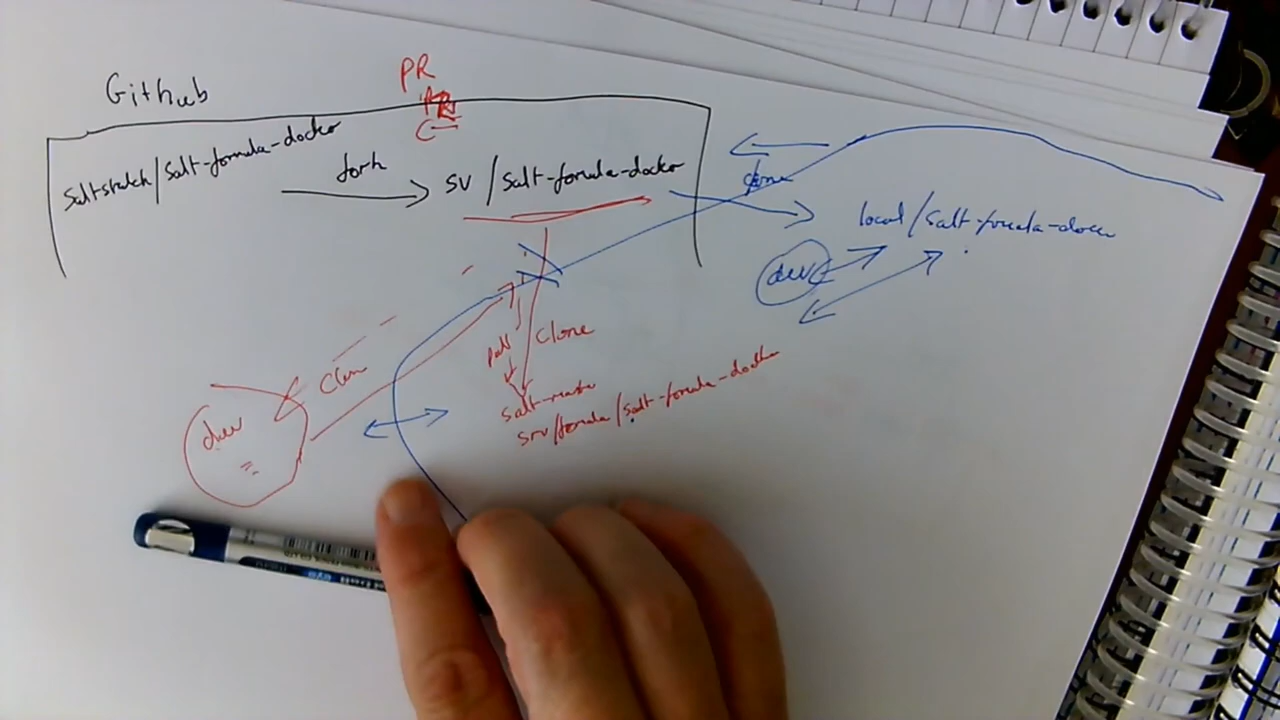 Github
PR
PR
Saltstack/salt-formula-docker
fork
sv /salt-formula-docker
clone
local/salt-formula-docker
dev
pull
clone
clone
salt-master
srv/formula/salt-formula-docker
dev